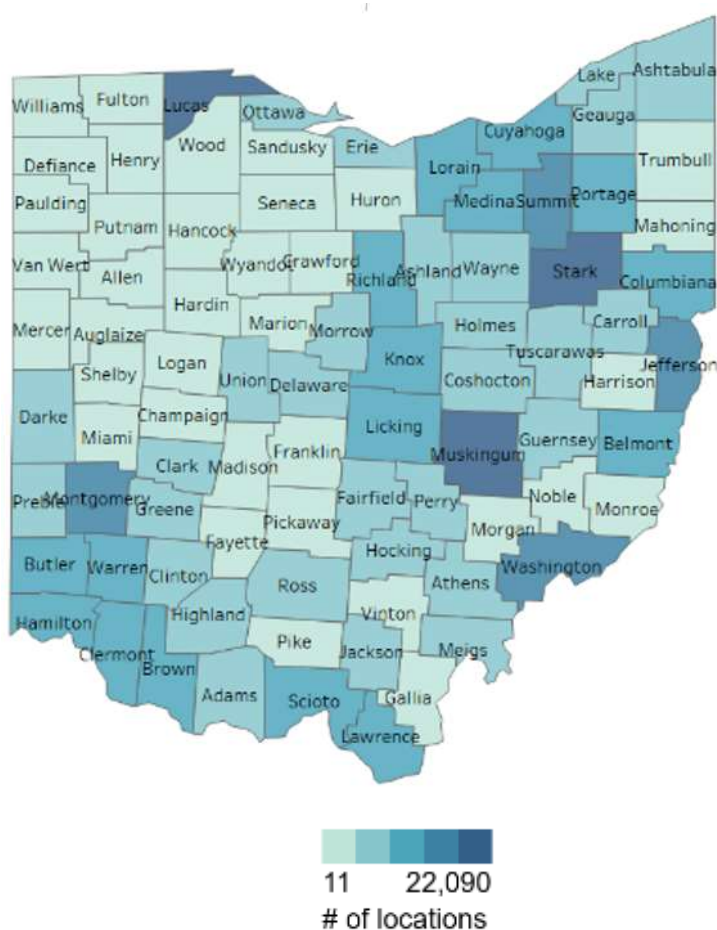 Lake
Ashtabula
Williams
Fulton
Lucas
Ottawa
Geauga
Cuyahoga
Wood
Sandusky
Erie
Defiance
Henry
Lorain
Trumbull
Paulding
Seneca
Huron
Medina
Summit
Portage
Putnam
Hancock
Mahoning
Van Wert
Allen
Wyandot
Crawford
Richland
Ashland
Wayne
Stark
Columbiana
Hardin
Mercer
Auglaize
Marion
Morrow
Holmes
Carroll
Tuscarawas
Logan
Knox
Jefferson
Shelby
Union
Delaware
Coshocton
Harrison
Darke
Champaign
Licking
Miami
Franklin
Muskingum
Guernsey
Belmont
Clark
Madison
Preble
Montgomery
Greene
Fairfield
Perry
Noble
Monroe
Pickaway
Morgan
Fayette
Butler
Warren
Hocking
Washington
Clinton
Ross
Athens
Hamilton
Highland
Vinton
Clermont
Pike
Jackson
Meigs
Brown
Adams
Scioto
Gallia
Lawrence
11 22,090
# of locations